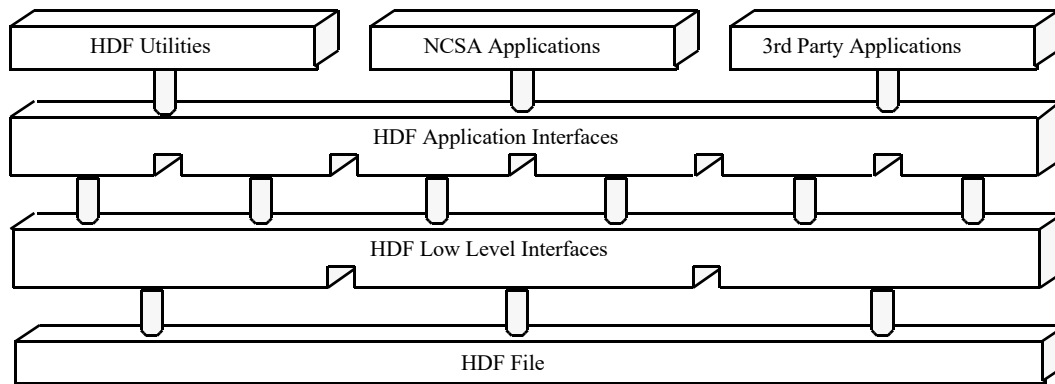 HDF Utilities
NCSA Applications
3rd Party Applications
HDF Application Interfaces
HDF Low Level Interfaces
HDF File